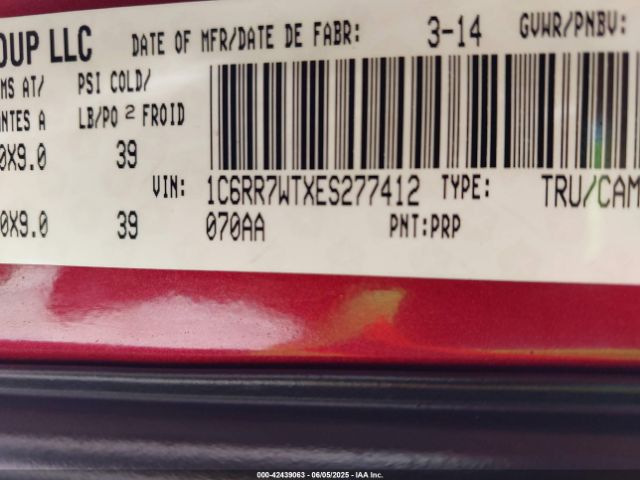 OUP LLC DATE OF MFR/DATE DE FABR: 3-14 GVWR/PNBV:
MS AT/ PSI COLD/
NTES A LB/PO 2 FROID
0X9.0 39
VIN: 1C6RR7WTXES277412 TYPE: TRU/CAM
0X9.0 39 070AA PNT:PRP
000-42439063 - 06/05/2025 - IAA Inc.